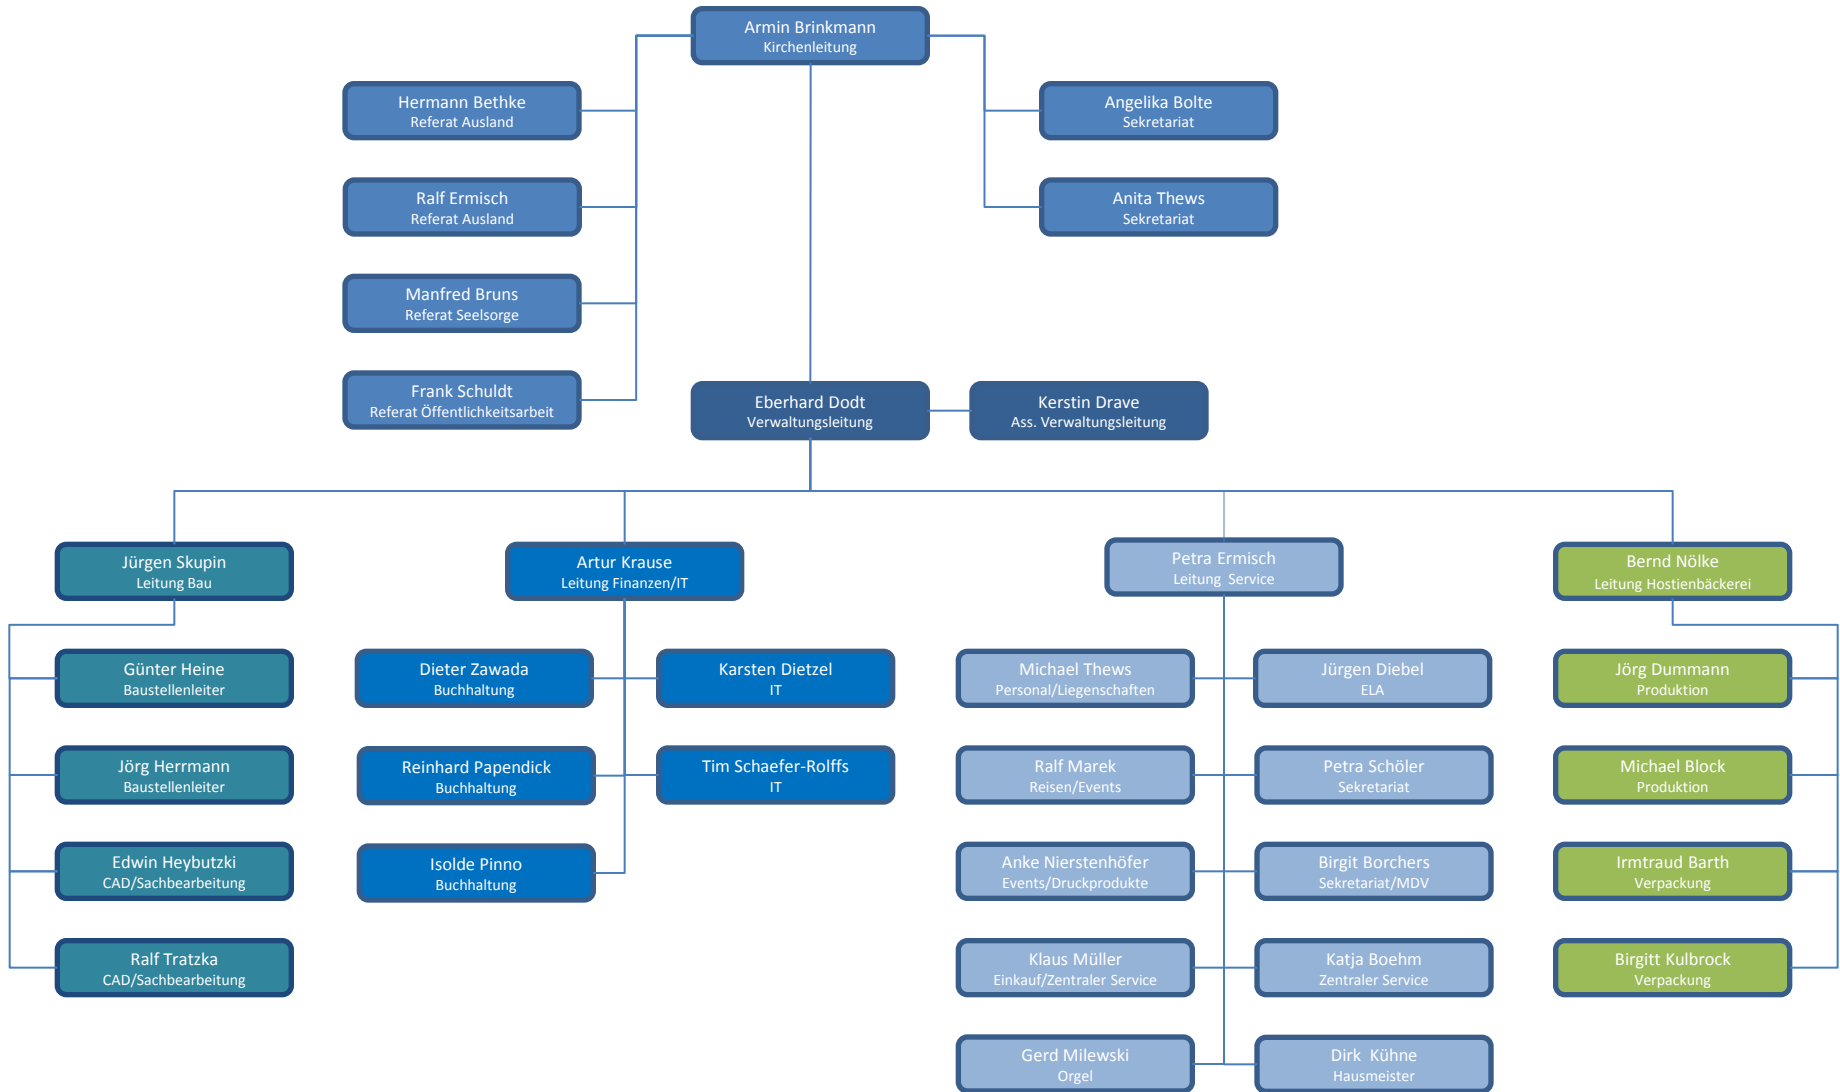 Armin Brinkmann
Kirchenleitung
Hermann Bethke
Referat Ausland
Angelika Bolte
Sekretariat
Ralf Ermisch
Referat Ausland
Anita Thews
Sekretariat
Manfred Bruns
Referat Seelsorge
Frank Schuldt
Referat Öffentlichkeitsarbeit
Eberhard Dodt
Verwaltungsleitung
Kerstin Drave
Ass. Verwaltungsleitung
Jürgen Skupin
Leitung Bau
Artur Krause
Leitung Finanzen/IT
Petra Ermisch
Leitung Service
Bernd Nölke
Leitung Hostienbäckerei
Günter Heine
Baustellenleiter
Dieter Zawada
Buchhaltung
Karsten Dietzel
IT
Michael Thews
Personal/Liegenschaften
Jürgen Diebel
ELA
Jörg Dummann
Produktion
Jörg Herrmann
Baustellenleiter
Reinhard Papendick
Buchhaltung
Tim Schaefer-Rolffs
IT
Ralf Marek
Reisen/Events
Petra Schöler
Sekretariat
Michael Block
Produktion
Edwin Heybutzki
CAD/Sachbearbeitung
Isolde Pinno
Buchhaltung
Anke Nierstenhöfer
Events/Druckprodukte
Birgit Borchers
Sekretariat/MDV
Irmtraud Barth
Verpackung
Ralf Tratzka
CAD/Sachbearbeitung
Klaus Müller
Einkauf/Zentraler Service
Katja Boehm
Zentraler Service
Birgitt Kulbrock
Verpackung
Gerd Milewski
Orgel
Dirk Kühne
Hausmeister